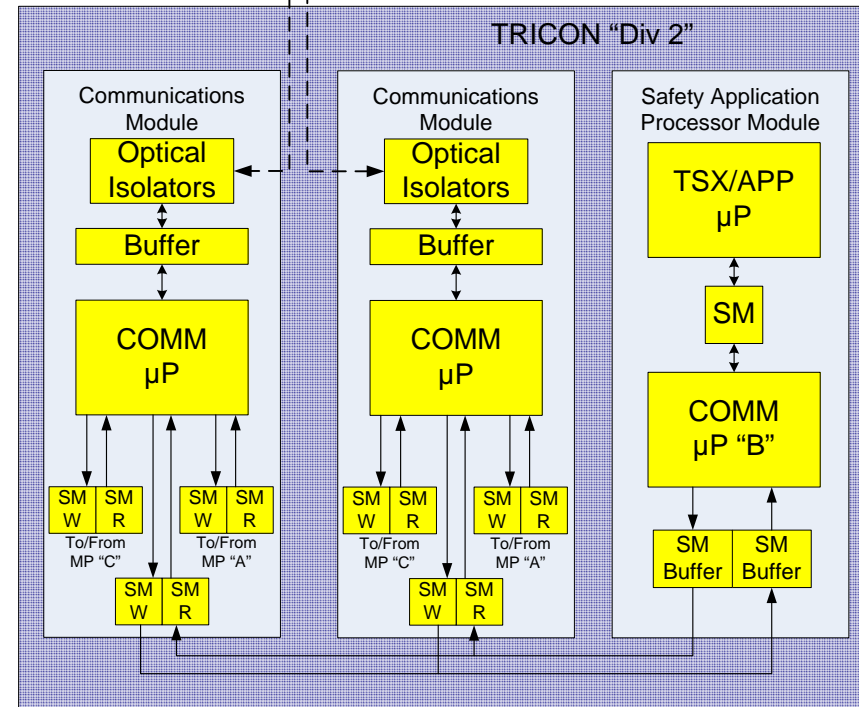 TRICON “Div 2”
Communications
Module
Optical
Isolators
Buffer
COMM
µP
SM
W
SM
R
To/From
MP “C”
SM
W
SM
R
To/From
MP “A”
SM
W
SM
R
Communications
Module
Optical
Isolators
Buffer
COMM
µP
SM
W
SM
R
To/From
MP “C”
SM
W
SM
R
To/From
MP “A”
SM
W
SM
R
Safety Application
Processor Module
TSX/APP
µP
SM
COMM
µP “B”
SM
Buffer
SM
Buffer